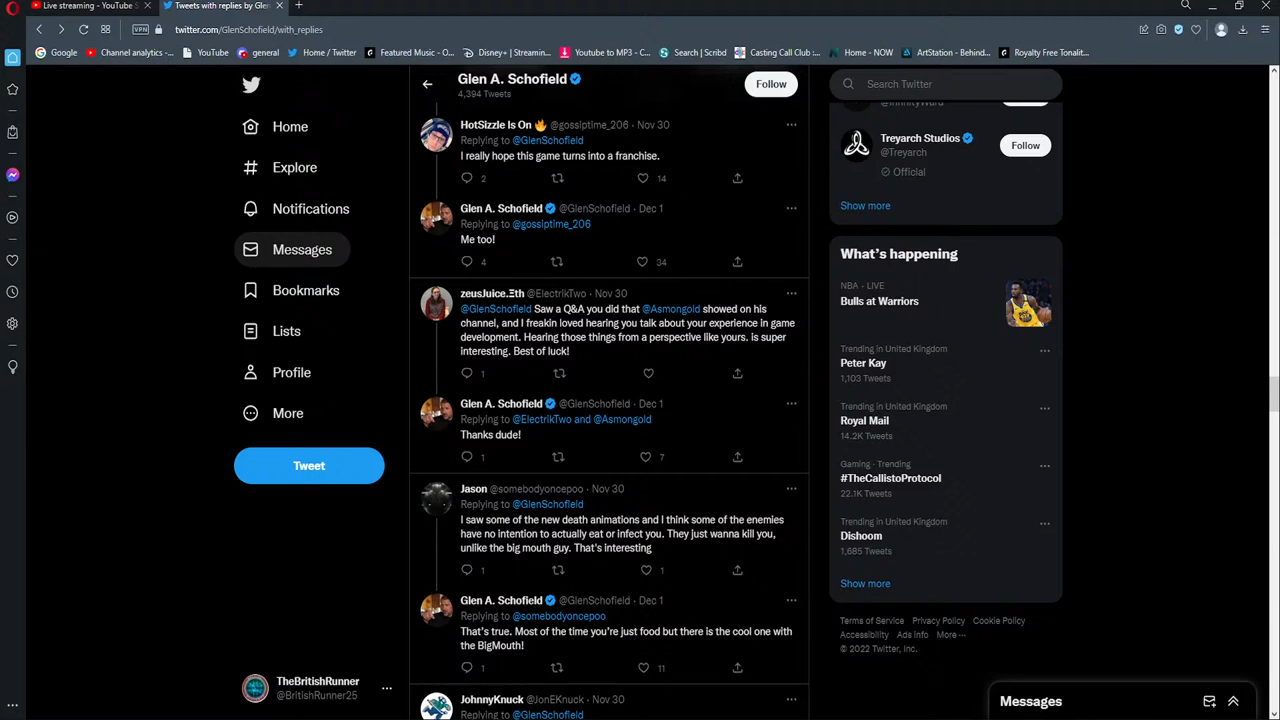 Live streaming - YouTube S
Tweets with replies by Gle
VPN
twitter.com/GlenSchofield/with_replies
Google
Channel analytics -...
YouTube
general
Home / Twitter
Featured Music - O...
Disney+ | Streamin...
Youtube to MP3 - C...
Search | Scribd
Casting Call Club :...
Home - NOW
ArtStation - Behind...
Royalty Free Tonalit...
Home
Explore
Notifications
Messages
Bookmarks
Lists
Profile
More
Tweet
TheBritishRunner
@BritishRunner25
Glen A. Schofield
4,394 Tweets
Follow
HotSizzle Is On 🔥 @gossiptime_206 · Nov 30
Replying to @GlenSchofield
I really hope this game turns into a franchise.
2 14
Glen A. Schofield @GlenSchofield · Dec 1
Replying to @gossiptime_206
Me too!
4 34
zeusJuice.Ξth @ElectrikTwo · Nov 30
@GlenSchofield Saw a Q&A you did that @Asmongold showed on his
channel, and I freakin loved hearing you talk about your experience in game
development. Hearing those things from a perspective like yours. is super
interesting. Best of luck!
1
Glen A. Schofield @GlenSchofield · Dec 1
Replying to @ElectrikTwo and @Asmongold
Thanks dude!
1 7
Jason @somebodyoncepoo · Nov 30
Replying to @GlenSchofield
I saw some of the new death animations and I think some of the enemies
have no intention to actually eat or infect you. They just wanna kill you,
unlike the big mouth guy. That's interesting
1 1
Glen A. Schofield @GlenSchofield · Dec 1
Replying to @somebodyoncepoo
That's true. Most of the time you're just food but there is the cool one with
the BigMouth!
1 11
JohnnyKnuck @JonEKnuck · Nov 30
Replying to @GlenSchofield
Search Twitter
@InfinityWard
Treyarch Studios
@Treyarch
Official
Follow
Show more
What's happening
NBA · LIVE
Bulls at Warriors
Trending in United Kingdom
Peter Kay
1,103 Tweets
Trending in United Kingdom
Royal Mail
14.2K Tweets
Gaming · Trending
#TheCallistoProtocol
22.1K Tweets
Trending in United Kingdom
Dishoom
1,685 Tweets
Show more
Terms of Service Privacy Policy Cookie Policy
Accessibility Ads info More ···
© 2022 Twitter, Inc.
Messages